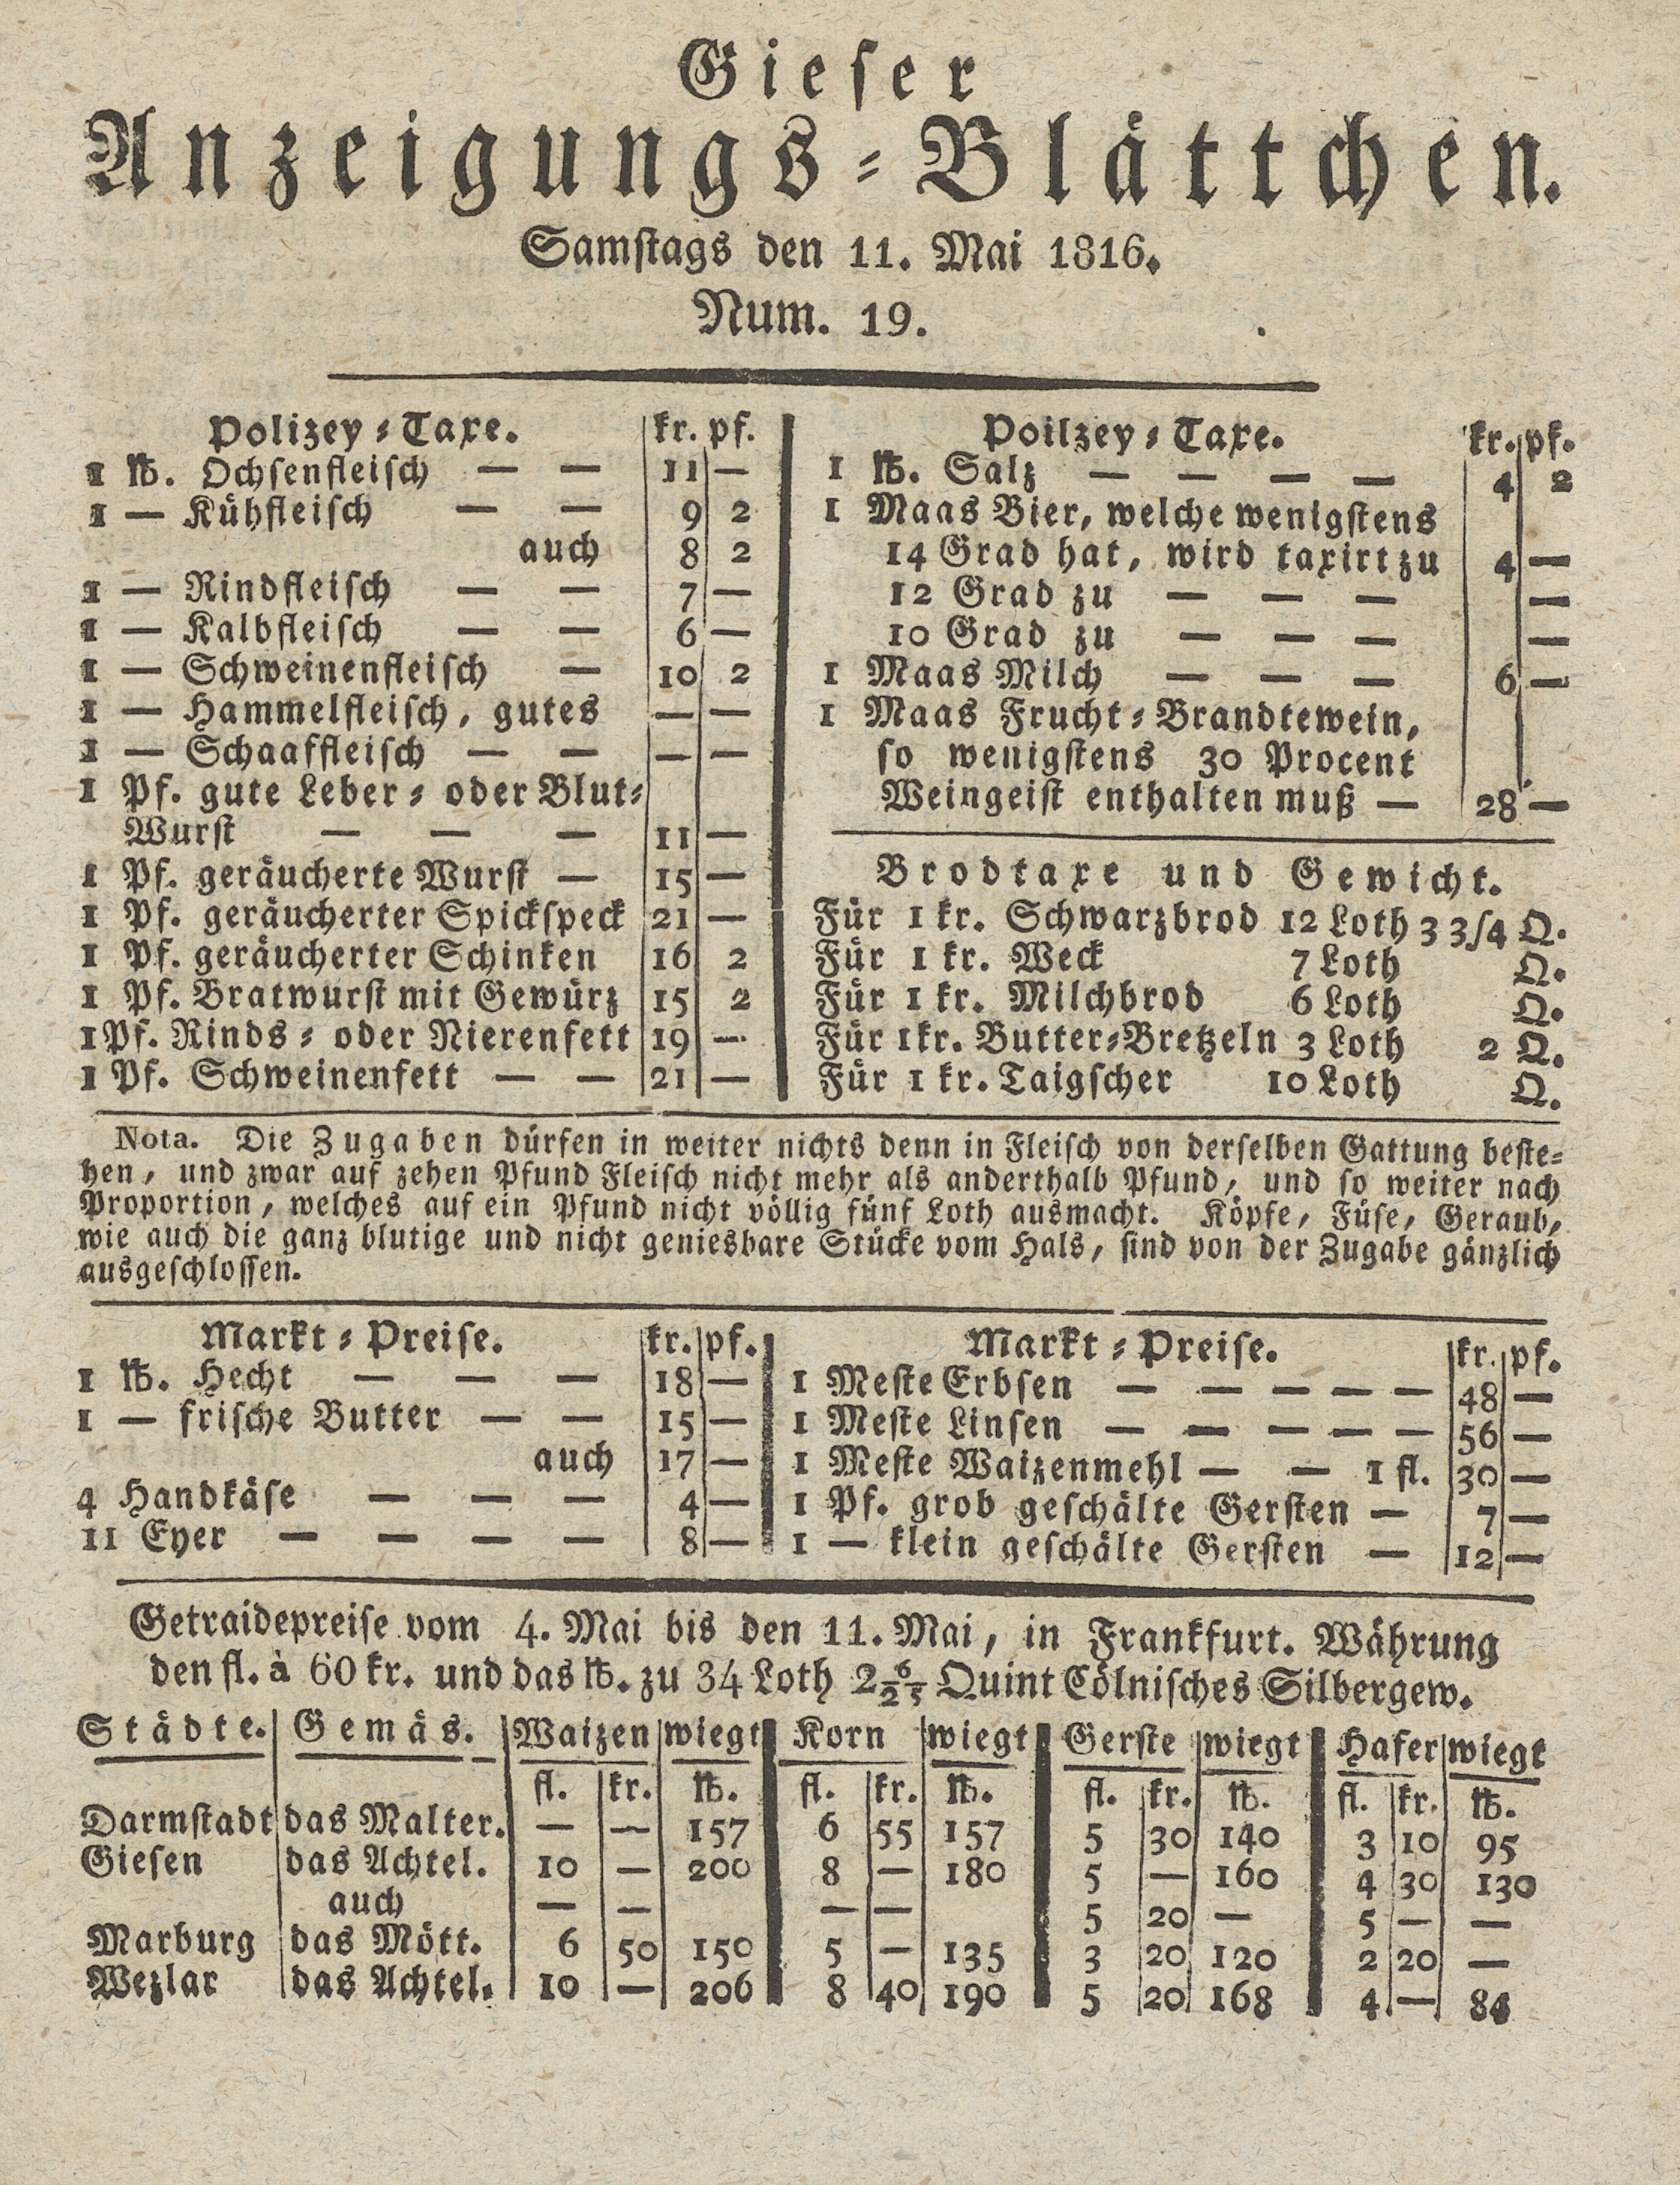 Gieser
Anzeigungs-Blättchen.
Samstags den 11. Mai 1816.
Num. 19.
Polizey-Taxe. kr. pf.
1 ℔. Ochsenfleisch — — 11 —
1 — Kühfleisch — — 9 2
auch 8 2
1 — Rindfleisch — — 7 —
1 — Kalbfleisch — — 6 —
1 — Schweinenfleisch — 10 2
1 — Hammelfleisch, gutes — —
1 — Schaaffleisch — — — —
1 Pf. gute Leber- oder Blut-
Wurst — — — 11 —
1 Pf. geräucherte Wurst — 15 —
1 Pf. geräucherter Spickspeck 21 —
1 Pf. geräucherter Schinken 16 2
1 Pf. Bratwurst mit Gewürz 15 2
1 Pf. Rinds- oder Nierenfett 19 —
1 Pf. Schweinenfett — — 21 —
Poilzey-Taxe. kr. pf.
1 ℔. Salz — — — — 4 2
1 Maas Bier, welche wenigstens
14 Grad hat, wird taxirt zu 4 —
12 Grad zu — — — —
10 Grad zu — — — —
1 Maas Milch — — — 6 —
1 Maas Frucht-Brandtewein,
so wenigstens 30 Procent
Weingeist enthalten muß — 28 —
Brodtaxe und Gewicht.
Für 1 kr. Schwarzbrod 12 Loth 3 3/4 Q.
Für 1 kr. Weck 7 Loth Q.
Für 1 kr. Milchbrod 6 Loth Q.
Für 1 kr. Butter-Bretzeln 3 Loth 2 Q.
Für 1 kr. Taigscher 10 Loth Q.
Nota. Die Zugaben dürfen in weiter nichts denn in Fleisch von derselben Gattung beste-
hen, und zwar auf zehen Pfund Fleisch nicht mehr als anderthalb Pfund, und so weiter nach
Proportion, welches auf ein Pfund nicht völlig fünf Loth ausmacht. Köpfe, Füse, Geraub,
wie auch die ganz blutige und nicht geniesbare Stücke vom Hals, sind von der Zugabe gänzlich
ausgeschlossen.
Markt-Preise. kr. pf.
1 ℔. Hecht — — — 18 —
1 — frische Butter — — 15 —
auch 17 —
4 Handkäse — — — 4 —
11 Eyer — — — — 8 —
Markt-Preise. kr. pf.
1 Meste Erbsen — — — — — 48 —
1 Meste Linsen — — — — — 56 —
1 Meste Waizenmehl — — 1 fl. 30 —
1 Pf. grob geschälte Gersten — 7 —
1 — klein geschälte Gersten — 12 —
Getraidepreise vom 4. Mai bis den 11. Mai, in Frankfurt. Währung
den fl. à 60 kr. und das ℔. zu 34 Loth 2 6/25 Quint Cölnisches Silbergew.
Städte. Gemäs. Waizen wiegt Korn wiegt Gerste wiegt Hafer wiegt
fl. kr. ℔. fl. kr. ℔. fl. kr. ℔. fl. kr. ℔.
Darmstadt das Malter. — — 157 6 55 157 5 30 140 3 10 95
Giesen das Achtel. 10 — 200 8 — 180 5 — 160 4 30 130
auch — — — — 5 20 — 5 — —
Marburg das Mött. 6 50 150 5 — 135 3 20 120 2 20 —
Wezlar das Achtel. 10 — 206 8 40 190 5 20 168 4 — 84